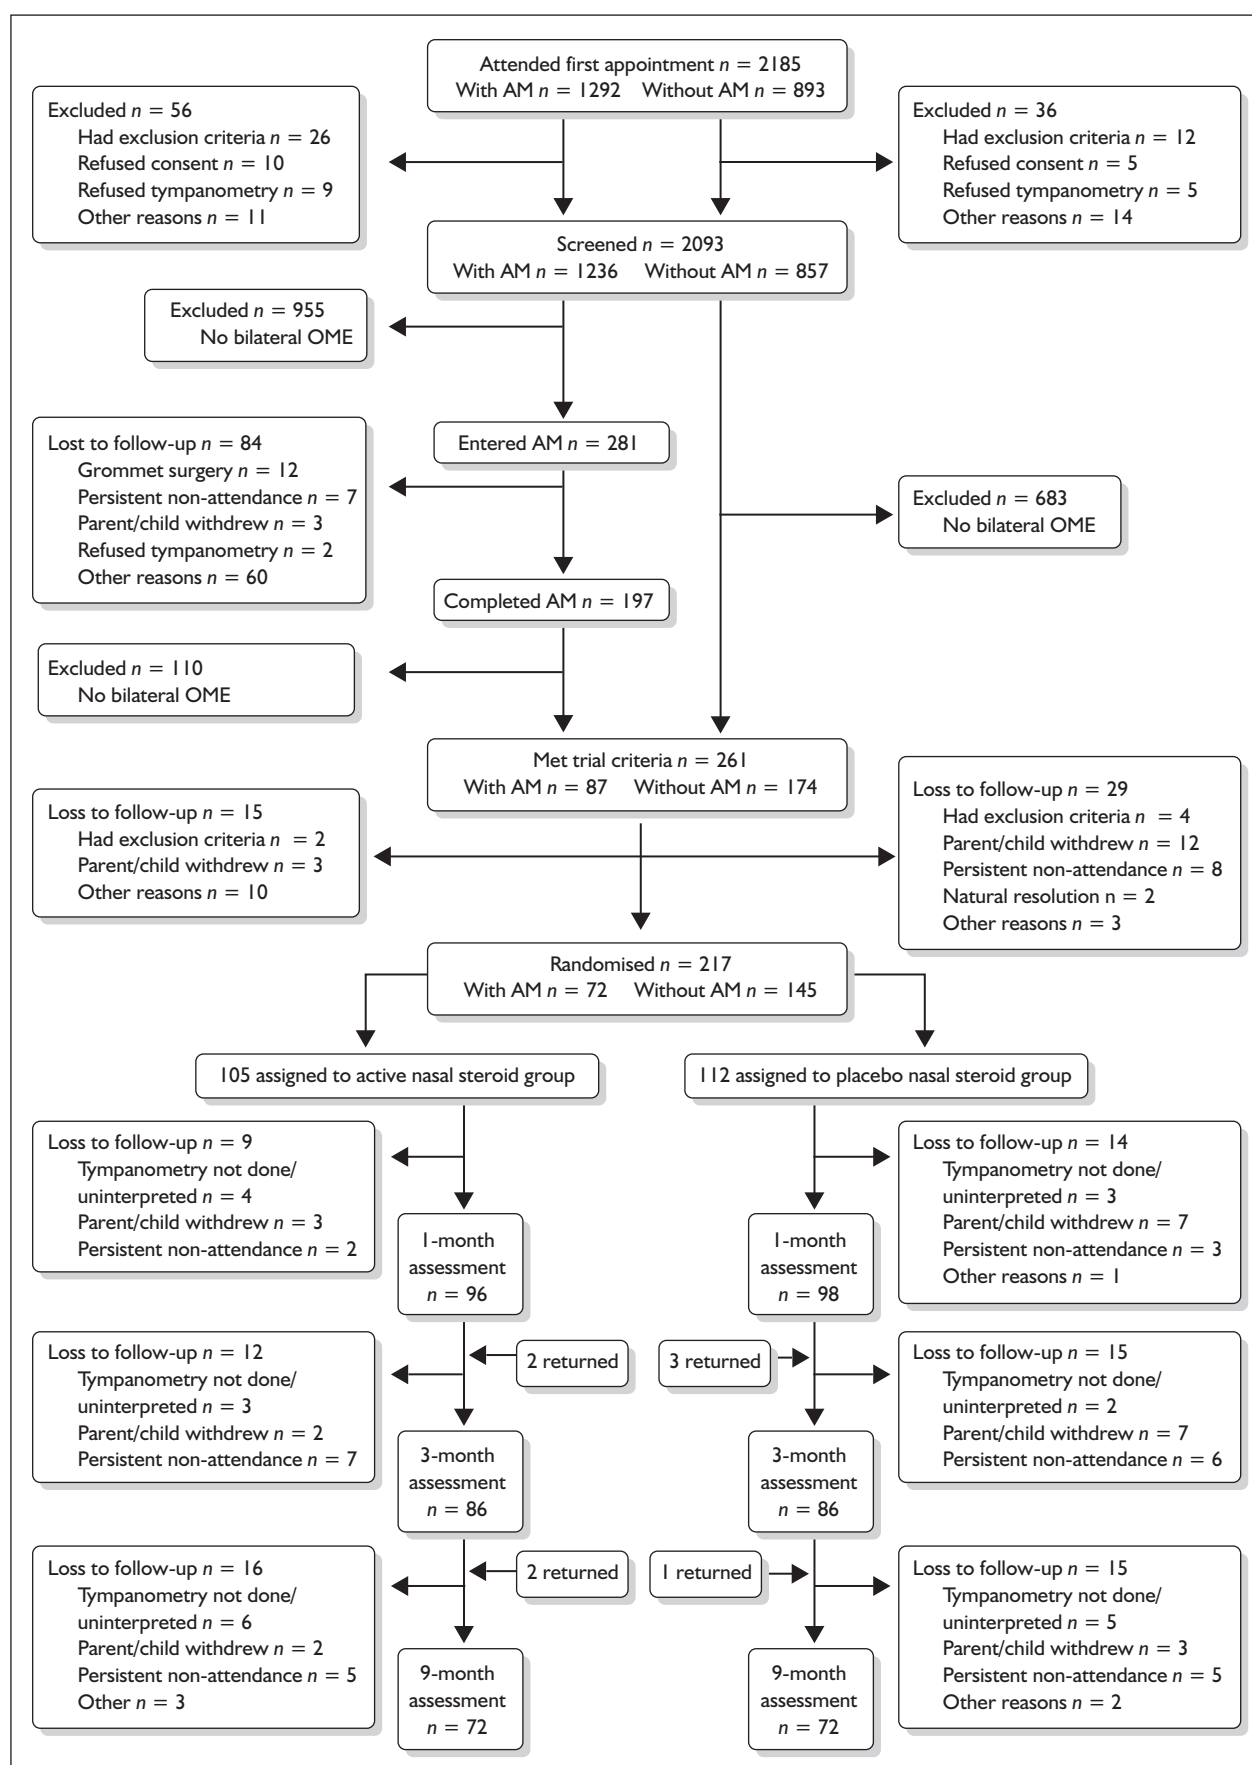 Attended first appointment n = 2185
With AM n = 1292 Without AM n = 893
Excluded n = 56
Had exclusion criteria n = 26
Refused consent n = 10
Refused tympanometry n = 9
Other reasons n = 11
Excluded n = 36
Had exclusion criteria n = 12
Refused consent n = 5
Refused tympanometry n = 5
Other reasons n = 14
Screened n = 2093
With AM n = 1236 Without AM n = 857
Excluded n = 955
No bilateral OME
Entered AM n = 281
Lost to follow-up n = 84
Grommet surgery n = 12
Persistent non-attendance n = 7
Parent/child withdrew n = 3
Refused tympanometry n = 2
Other reasons n = 60
Excluded n = 683
No bilateral OME
Completed AM n = 197
Excluded n = 110
No bilateral OME
Met trial criteria n = 261
With AM n = 87 Without AM n = 174
Loss to follow-up n = 15
Had exclusion criteria n = 2
Parent/child withdrew n = 3
Other reasons n = 10
Loss to follow-up n = 29
Had exclusion criteria n = 4
Parent/child withdrew n = 12
Persistent non-attendance n = 8
Natural resolution n = 2
Other reasons n = 3
Randomised n = 217
With AM n = 72 Without AM n = 145
105 assigned to active nasal steroid group
112 assigned to placebo nasal steroid group
Loss to follow-up n = 9
Tympanometry not done/
uninterpreted n = 4
Parent/child withdrew n = 3
Persistent non-attendance n = 2
1-month
assessment
n = 96
1-month
assessment
n = 98
Loss to follow-up n = 14
Tympanometry not done/
uninterpreted n = 3
Parent/child withdrew n = 7
Persistent non-attendance n = 3
Other reasons n = 1
Loss to follow-up n = 12
Tympanometry not done/
uninterpreted n = 3
Parent/child withdrew n = 2
Persistent non-attendance n = 7
2 returned
3 returned
Loss to follow-up n = 15
Tympanometry not done/
uninterpreted n = 2
Parent/child withdrew n = 7
Persistent non-attendance n = 6
3-month
assessment
n = 86
3-month
assessment
n = 86
Loss to follow-up n = 16
Tympanometry not done/
uninterpreted n = 6
Parent/child withdrew n = 2
Persistent non-attendance n = 5
Other n = 3
2 returned
1 returned
Loss to follow-up n = 15
Tympanometry not done/
uninterpreted n = 5
Parent/child withdrew n = 3
Persistent non-attendance n = 5
Other reasons n = 2
9-month
assessment
n = 72
9-month
assessment
n = 72